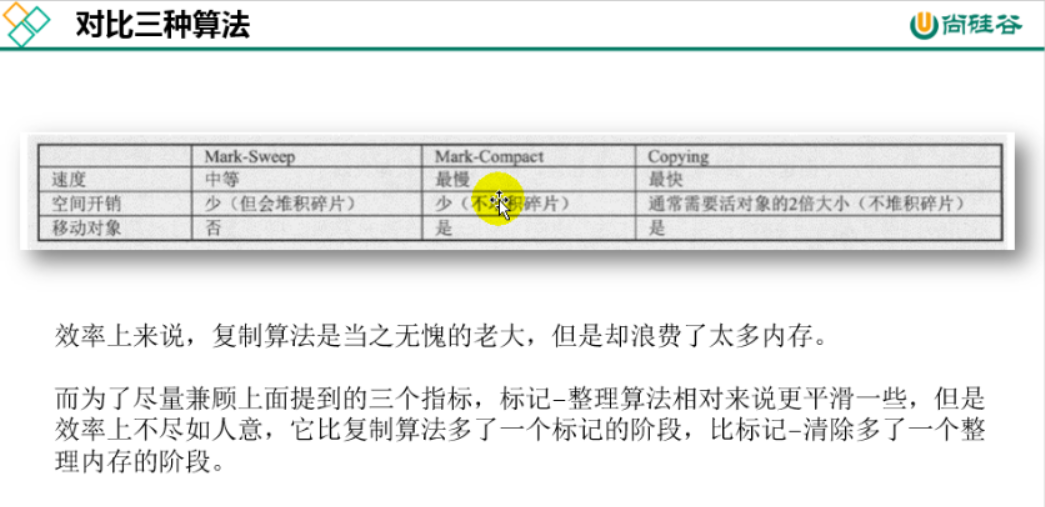 对比三种算法
尚硅谷
Mark-Sweep Mark-Compact Copying
速度 中等 最慢 最快
空间开销 少（但会堆积碎片） 少（不堆积碎片） 通常需要活对象的2倍大小（不堆积碎片）
移动对象 否 是 是
效率上来说，复制算法是当之无愧的老大，但是却浪费了太多内存。
而为了尽量兼顾上面提到的三个指标，标记-整理算法相对来说更平滑一些，但是
效率上不尽如人意，它比复制算法多了一个标记的阶段，比标记-清除多了一个整
理内存的阶段。